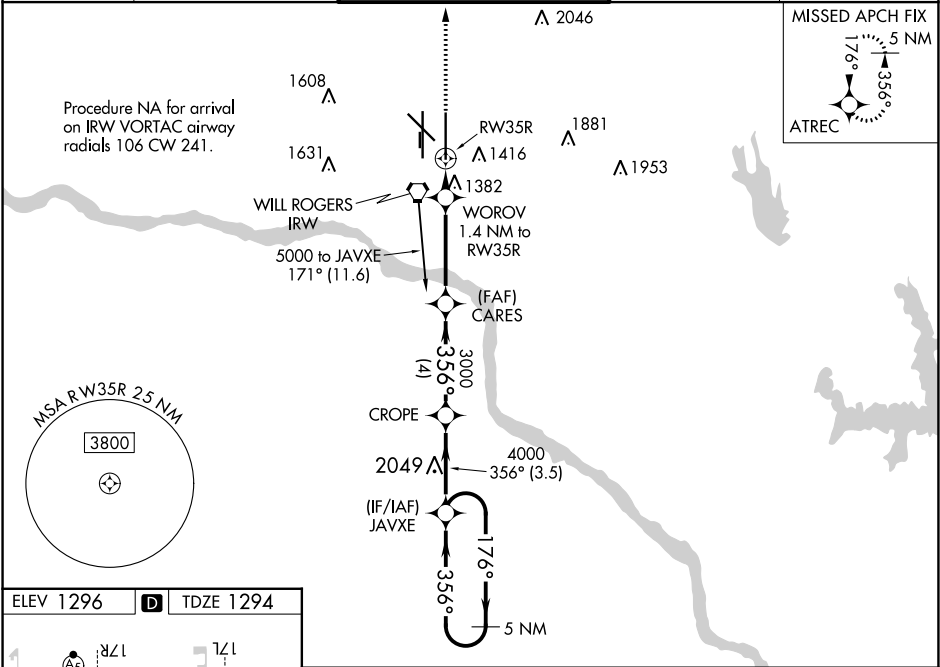 2046
MISSED APCH FIX
5 NM
176°
356°
ATREC
1608
Procedure NA for arrival
on IRW VORTAC airway
radials 106 CW 241.
RW35R
1881
1416
1631
1953
1382
WILL ROGERS
IRW
WOROV
1.4 NM to
RW35R
5000 to JAVXE
171° (11.6)
(FAF)
CARES
3000
356°
(4)
MSA RW35R 25 NM
3800
CROPE
2049
4000
356° (3.5)
(IF/IAF)
JAVXE
176°
356°
5 NM
ELEV 1296
D
TDZE 1294
17R
17L
A5